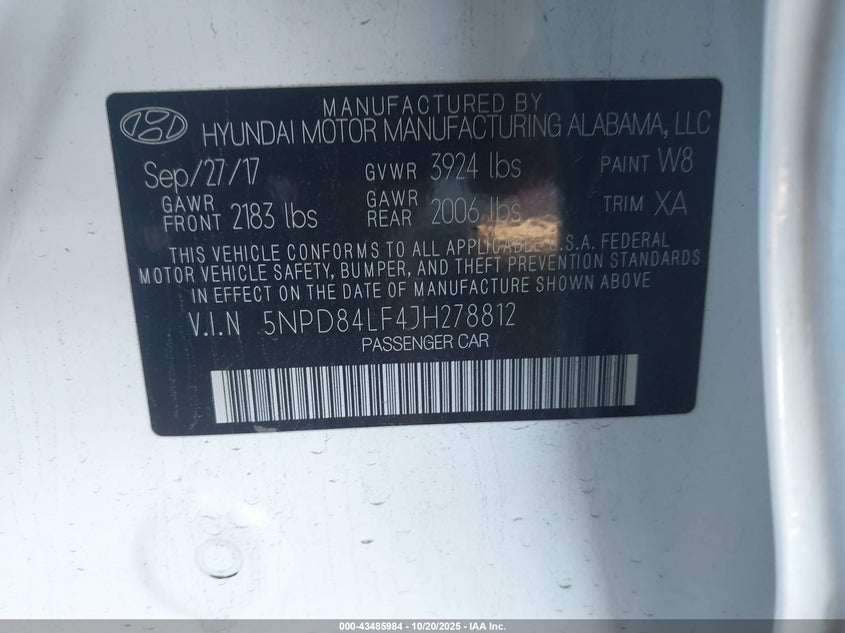 MANUFACTURED BY
HYUNDAI MOTOR MANUFACTURING ALABAMA, LLC
Sep/27/17 GVWR 3924 lbs PAINT W8
GAWR FRONT 2183 lbs GAWR REAR 2006 lbs TRIM XA
THIS VEHICLE CONFORMS TO ALL APPLICABLE U.S.A. FEDERAL
MOTOR VEHICLE SAFETY, BUMPER, AND THEFT PREVENTION STANDARDS
IN EFFECT ON THE DATE OF MANUFACTURE SHOWN ABOVE
V.I.N 5NPD84LF4JH278812
PASSENGER CAR
000-43485984 - 10/20/2025 - IAA Inc.